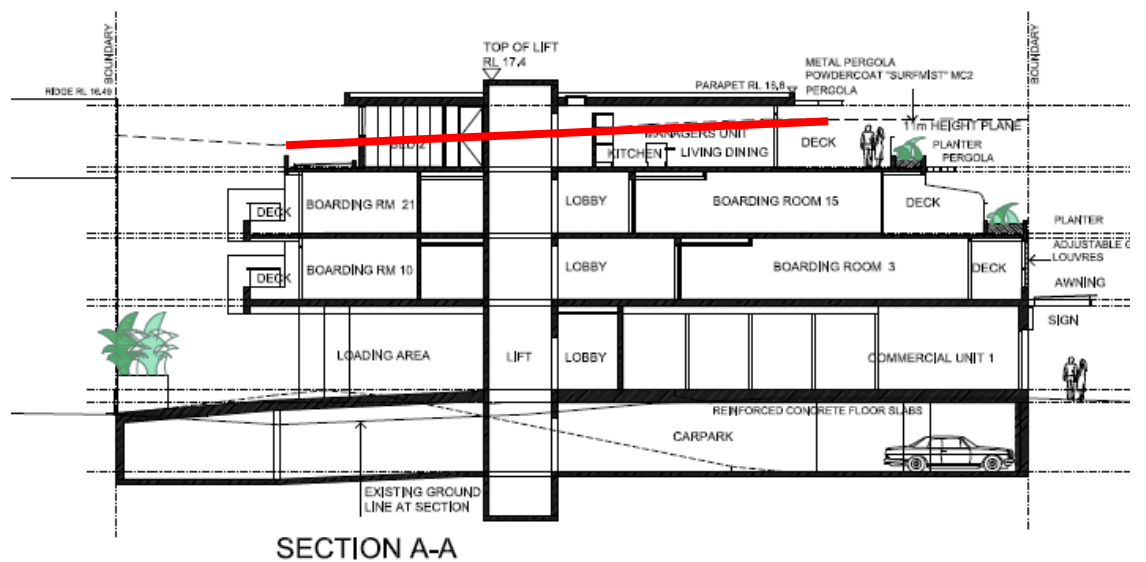 BOUNDARY
TOP OF LIFT
RL 17.4
METAL PERGOLA
POWDERCOAT "SURFMIST" MC2
PERGOLA
BOUNDARY
RIDGE RL 16.49
PARAPET RL 16.8
11m HEIGHT PLANE
MANAGERS UNIT
BED 2
KITCHEN
LIVING DINING
DECK
PLANTER
PERGOLA
DECK
BOARDING RM 21
LOBBY
BOARDING ROOM 15
DECK
PLANTER
ADJUSTABLE
LOUVRES
DECK
BOARDING RM 10
LOBBY
BOARDING ROOM 3
DECK
AWNING
SIGN
LOADING AREA
LIFT
LOBBY
COMMERCIAL UNIT 1
REINFORCED CONCRETE FLOOR SLABS
CARPARK
EXISTING GROUND
LINE AT SECTION
SECTION A-A